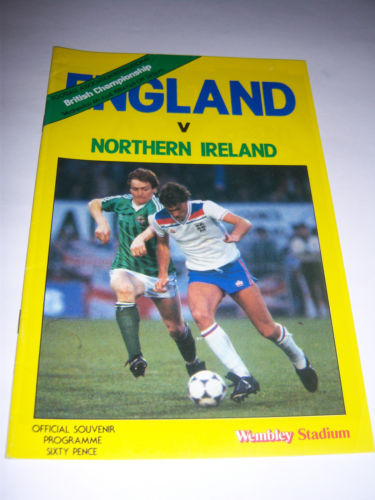 British Championship
ENGLAND
v
NORTHERN IRELAND
OFFICIAL SOUVENIR
PROGRAMME
SIXTY PENCE
Wembley Stadium